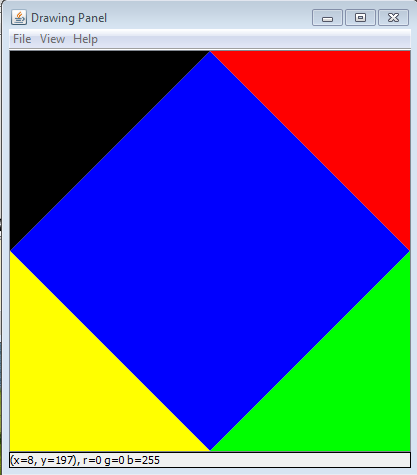 Drawing Panel
File View Help
(x=8, y=197), r=0 g=0 b=255